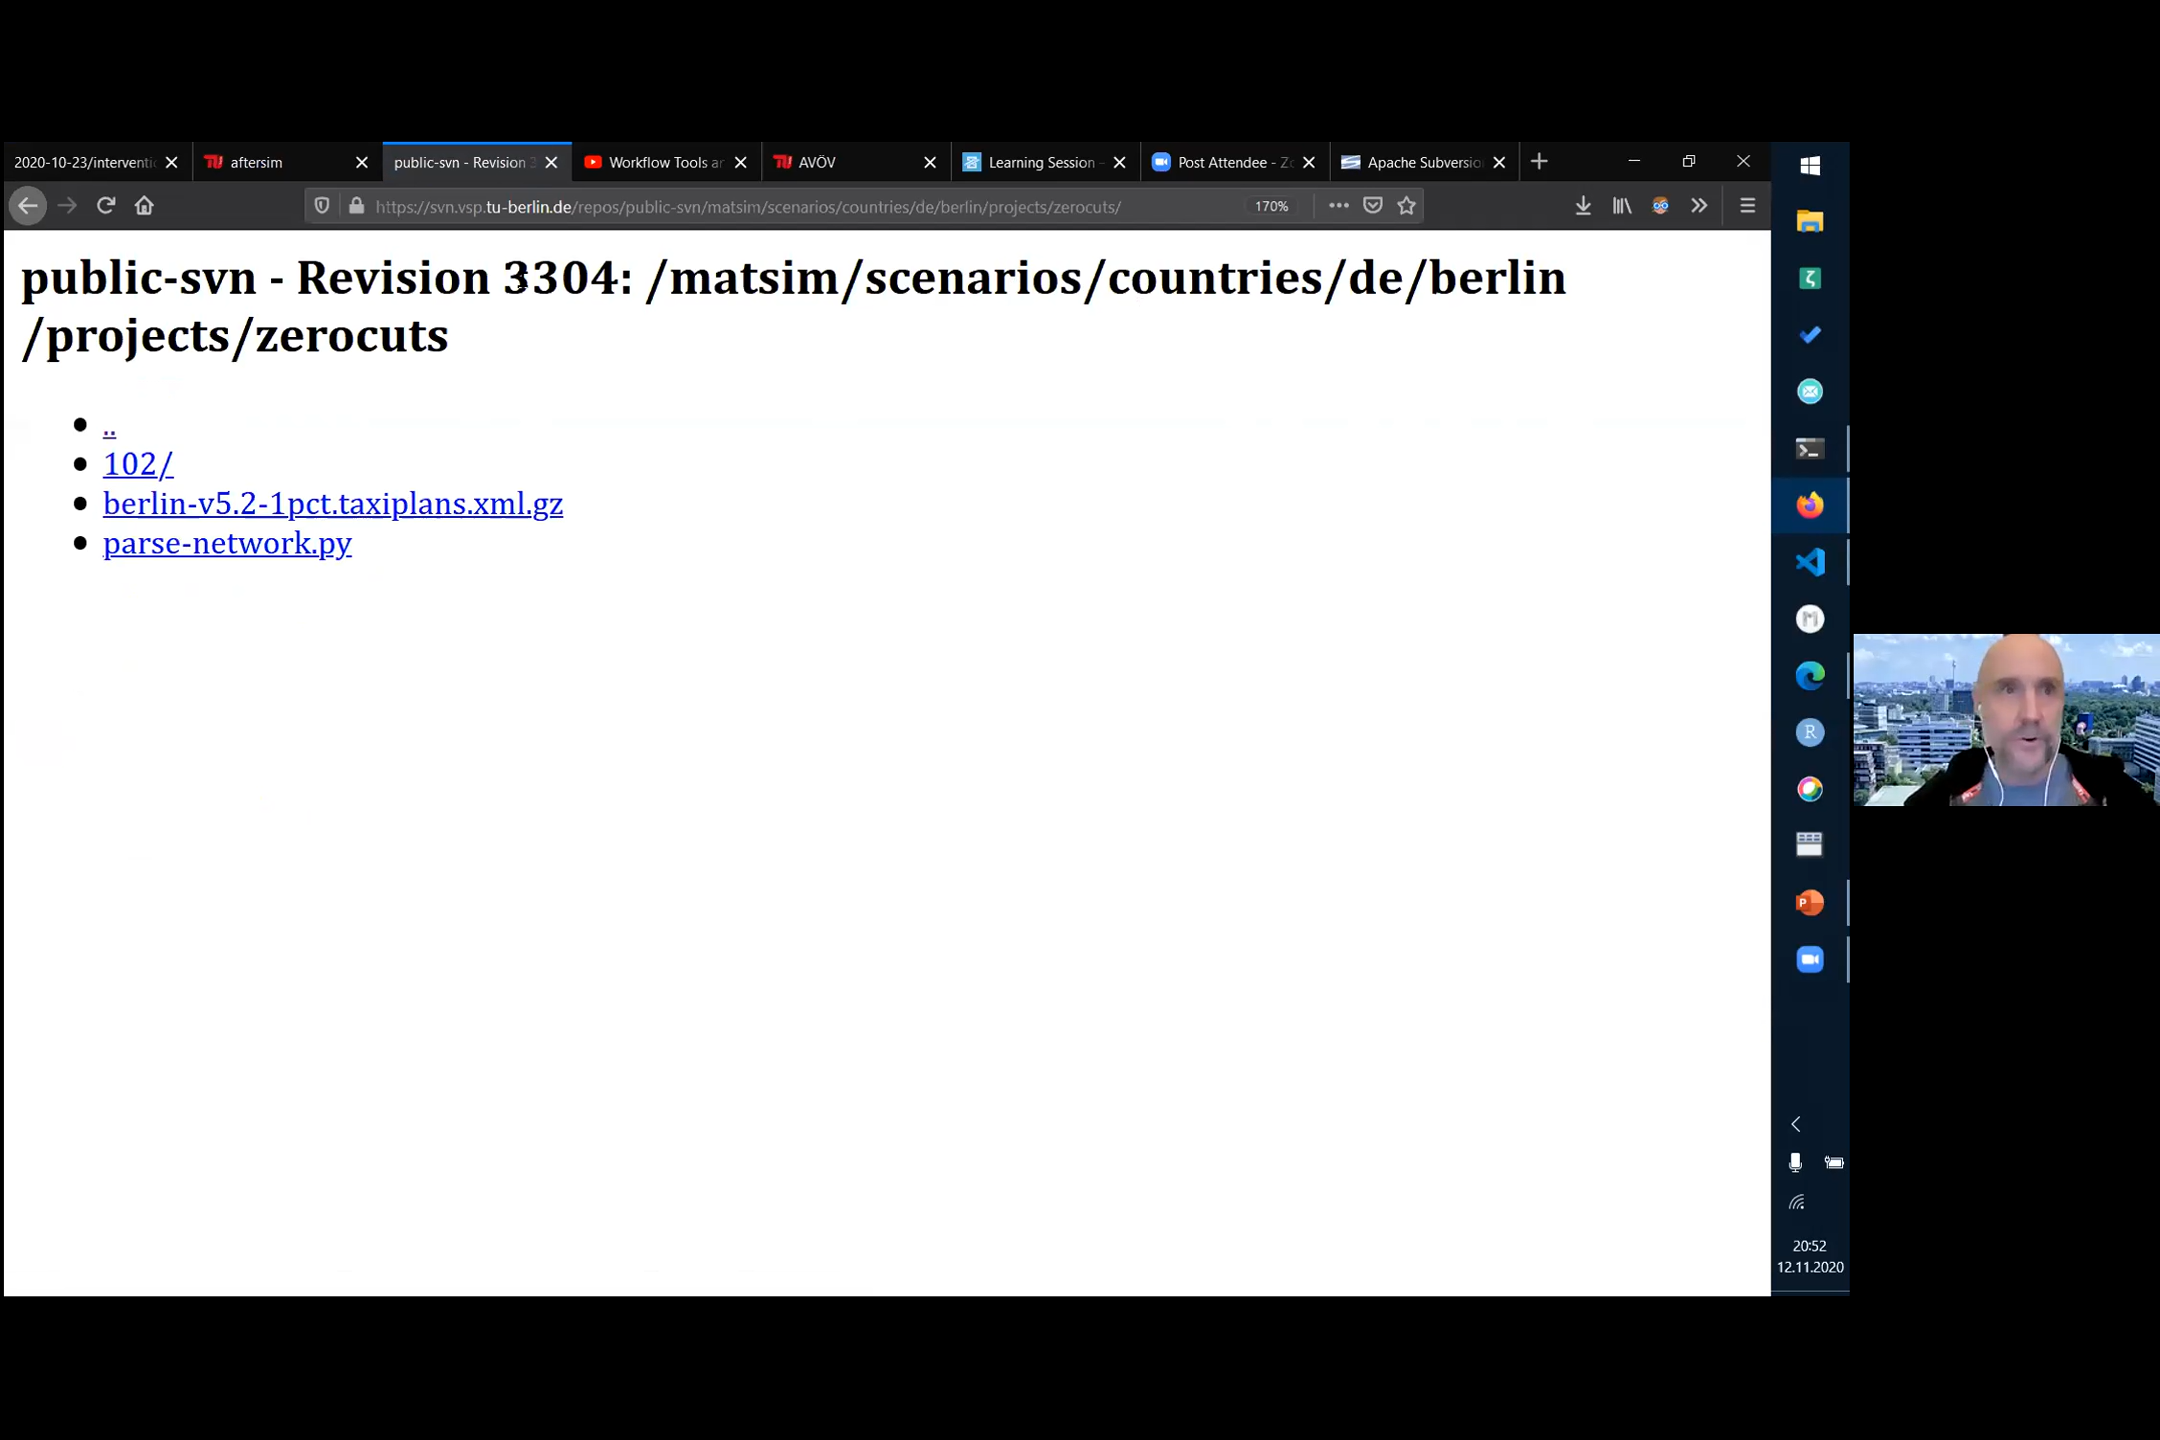 2020-10-23/interventi
aftersim
public-svn - Revision 3
Workflow Tools an
AVÖV
Learning Session -
Post Attendee - Zo
Apache Subversio
https://svn.vsp.tu-berlin.de/repos/public-svn/matsim/scenarios/countries/de/berlin/projects/zerocuts/
170%
public-svn - Revision 3304: /matsim/scenarios/countries/de/berlin
/projects/zerocuts
..
102/
berlin-v5.2-1pct.taxiplans.xml.gz
parse-network.py
20:52
12.11.2020